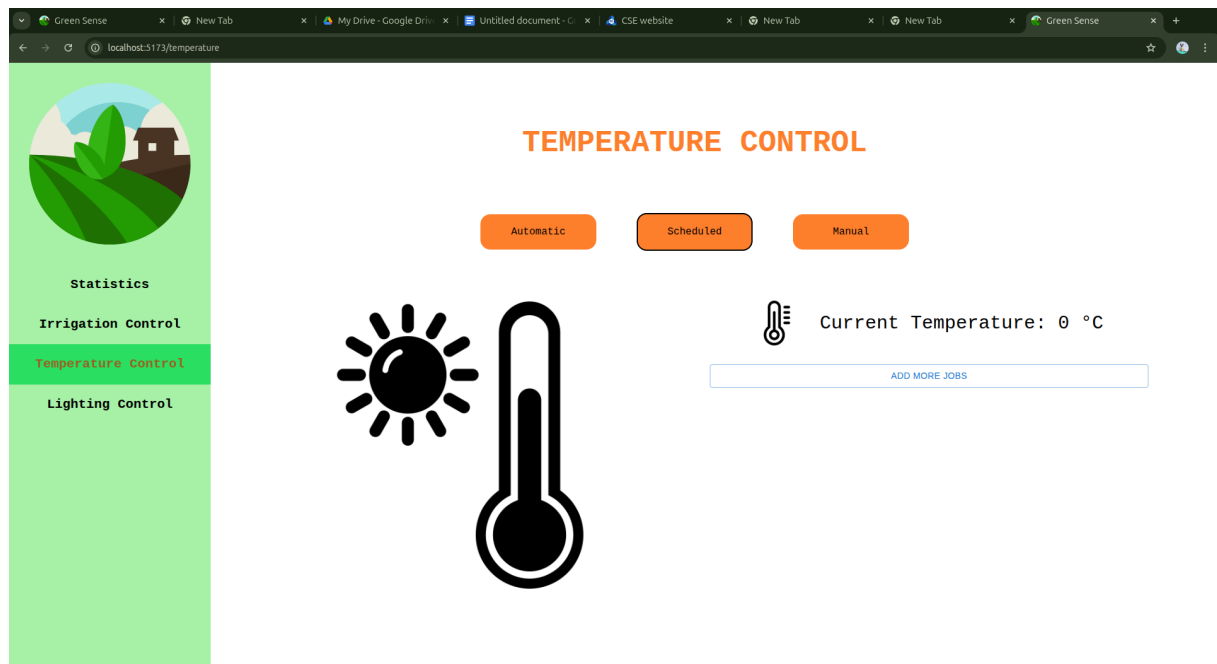 Green Sense
New Tab
My Drive - Google Driv
Untitled document - G
CSE website
New Tab
New Tab
Green Sense
localhost:5173/temperature
TEMPERATURE CONTROL
Automatic
Scheduled
Manual
Statistics
Irrigation Control
Temperature Control
Lighting Control
Current Temperature: 0 °C
ADD MORE JOBS